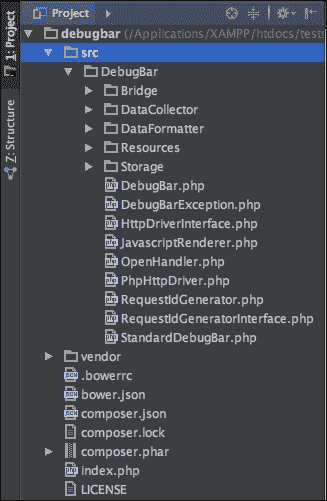 1: Project
Z: Structure
Project
debugbar (/Applications/XAMPP/htdocs/tests
src
DebugBar
Bridge
DataCollector
DataFormatter
Resources
Storage
DebugBar.php
DebugBarException.php
HttpDriverInterface.php
JavascriptRenderer.php
OpenHandler.php
PhpHttpDriver.php
RequestIdGenerator.php
RequestIdGeneratorInterface.php
StandardDebugBar.php
vendor
.bowerrc
bower.json
composer.json
composer.lock
composer.phar
index.php
LICENSE